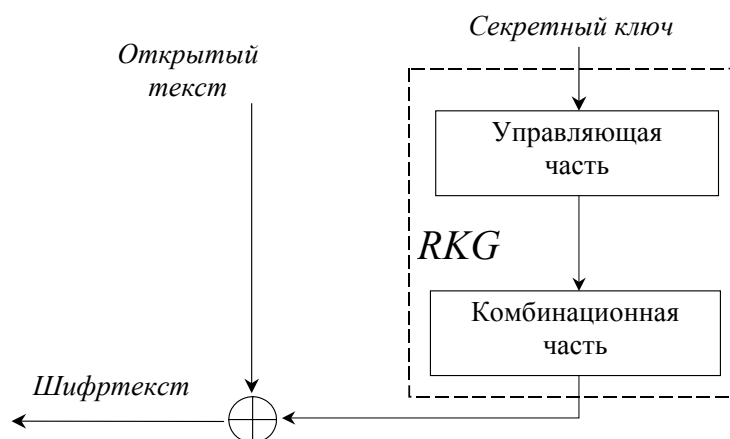 Секретный ключ
Открытый
текст
Управляющая
часть
RKG
Комбинационная
часть
Шифртекст